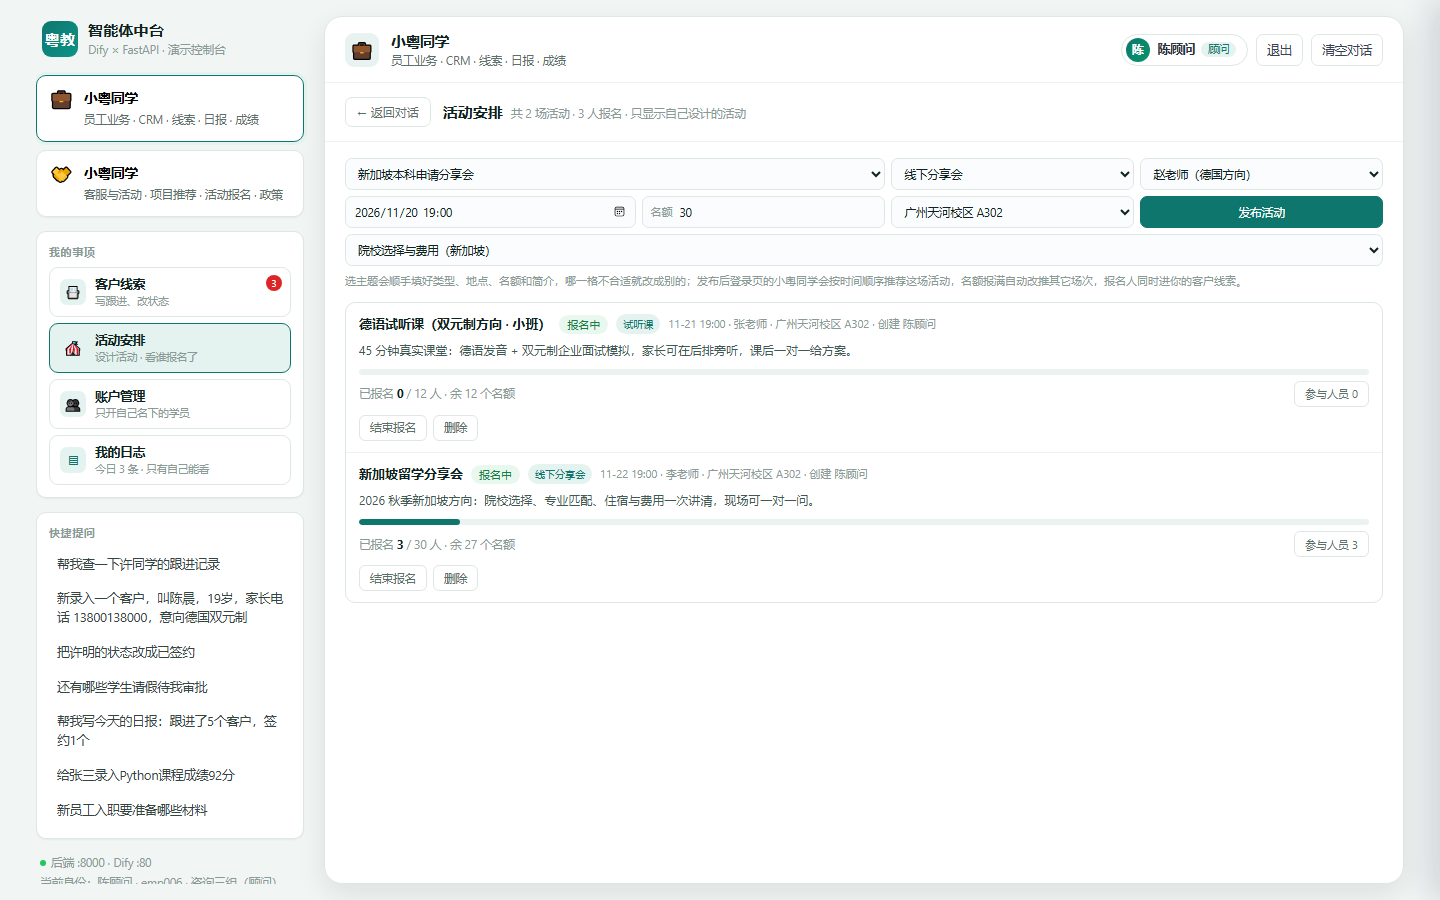 粤教
智能体中台
Dify × FastAPI · 演示控制台
小粤同学
员工业务 · CRM · 线索 · 日报 · 成绩
小粤同学
客服与活动 · 项目推荐 · 活动报名 · 政策
我的事项
客户线索
写跟进、改状态
3
活动安排
设计活动 · 看谁报名了
账户管理
只开自己名下的学员
我的日志
今日 3 条 · 只有自己能看
快捷提问
帮我查一下许同学的跟进记录
新录入一个客户，叫陈晨，19岁，家长电
话 13800138000，意向德国双元制
把许明的状态改成已签约
还有哪些学生请假待我审批
帮我写今天的日报：跟进了5个客户，签
约1个
给张三录入Python课程成绩92分
新员工入职要准备哪些材料
后端 :8000 · Dify :80
当前身份：陈顾问 · emp006 · 咨询三组（顾问）
小粤同学
员工业务 · CRM · 线索 · 日报 · 成绩
陈 陈顾问 顾问
退出
清空对话
← 返回对话
活动安排 共 2 场活动 · 3 人报名 · 只显示自己设计的活动
新加坡本科申请分享会
线下分享会
赵老师（德国方向）
2026/11/20 19:00
名额 30
广州天河校区 A302
发布活动
院校选择与费用（新加坡）
选主题会顺手填好类型、地点、名额和简介，哪一格不合适就改成别的；发布后登录页的小粤同学会按时间顺序推荐这场活动，名额报满自动改推其它场次，报名人同时进你的客户线索。
德语试听课（双元制方向 · 小班） 报名中 试听课 11-21 19:00 · 张老师 · 广州天河校区 A302 · 创建 陈顾问
45 分钟真实课堂：德语发音 + 双元制企业面试模拟，家长可在后排旁听，课后一对一给方案。
已报名 0 / 12 人 · 余 12 个名额
参与人员 0
结束报名
删除
新加坡留学分享会 报名中 线下分享会 11-22 19:00 · 李老师 · 广州天河校区 A302 · 创建 陈顾问
2026 秋季新加坡方向：院校选择、专业匹配、住宿与费用一次讲清，现场可一对一问。
已报名 3 / 30 人 · 余 27 个名额
参与人员 3
结束报名
删除